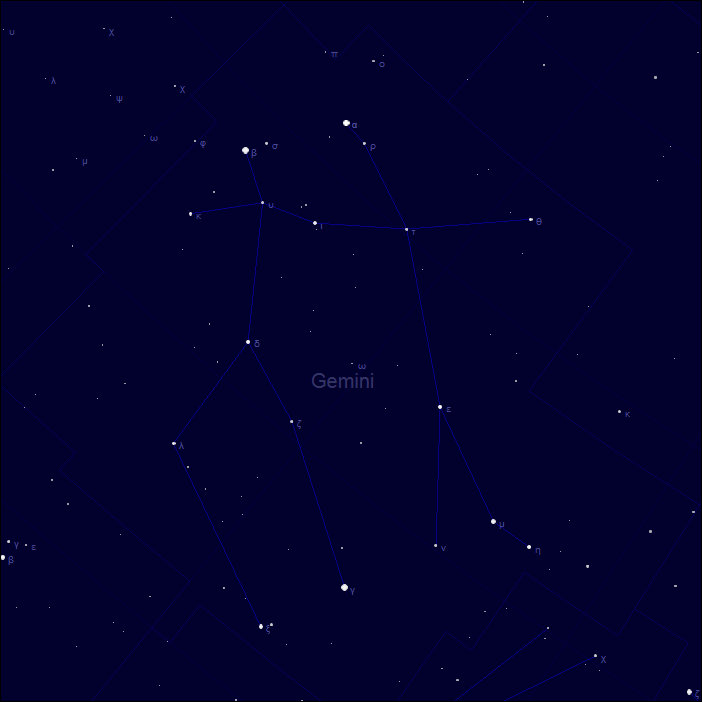 υ
χ
π
ο
λ
χ
ψ
α
ω
φ
σ
ρ
β
μ
υ
κ
ι
τ
θ
δ
ω
Gemini
ε
κ
ζ
λ
μ
γ
ε
ν
η
β
γ
ξ
χ
ζ